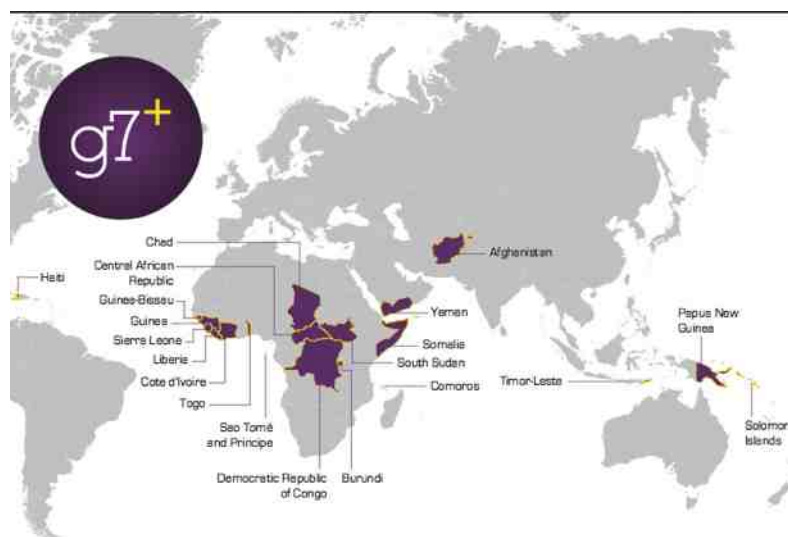 g7+
Chad
Central African
Republic
Haiti
Guinea-Bissau
Guinea
Sierra Leone
Liberia
Cote d'Ivoire
Togo
Sao Tomé
and Principe
Democratic Republic
of Congo
Burundi
Comoros
South Sudan
Somalia
Yemen
Afghanistan
Timor-Leste
Papua New
Guinea
Solomon
Islands